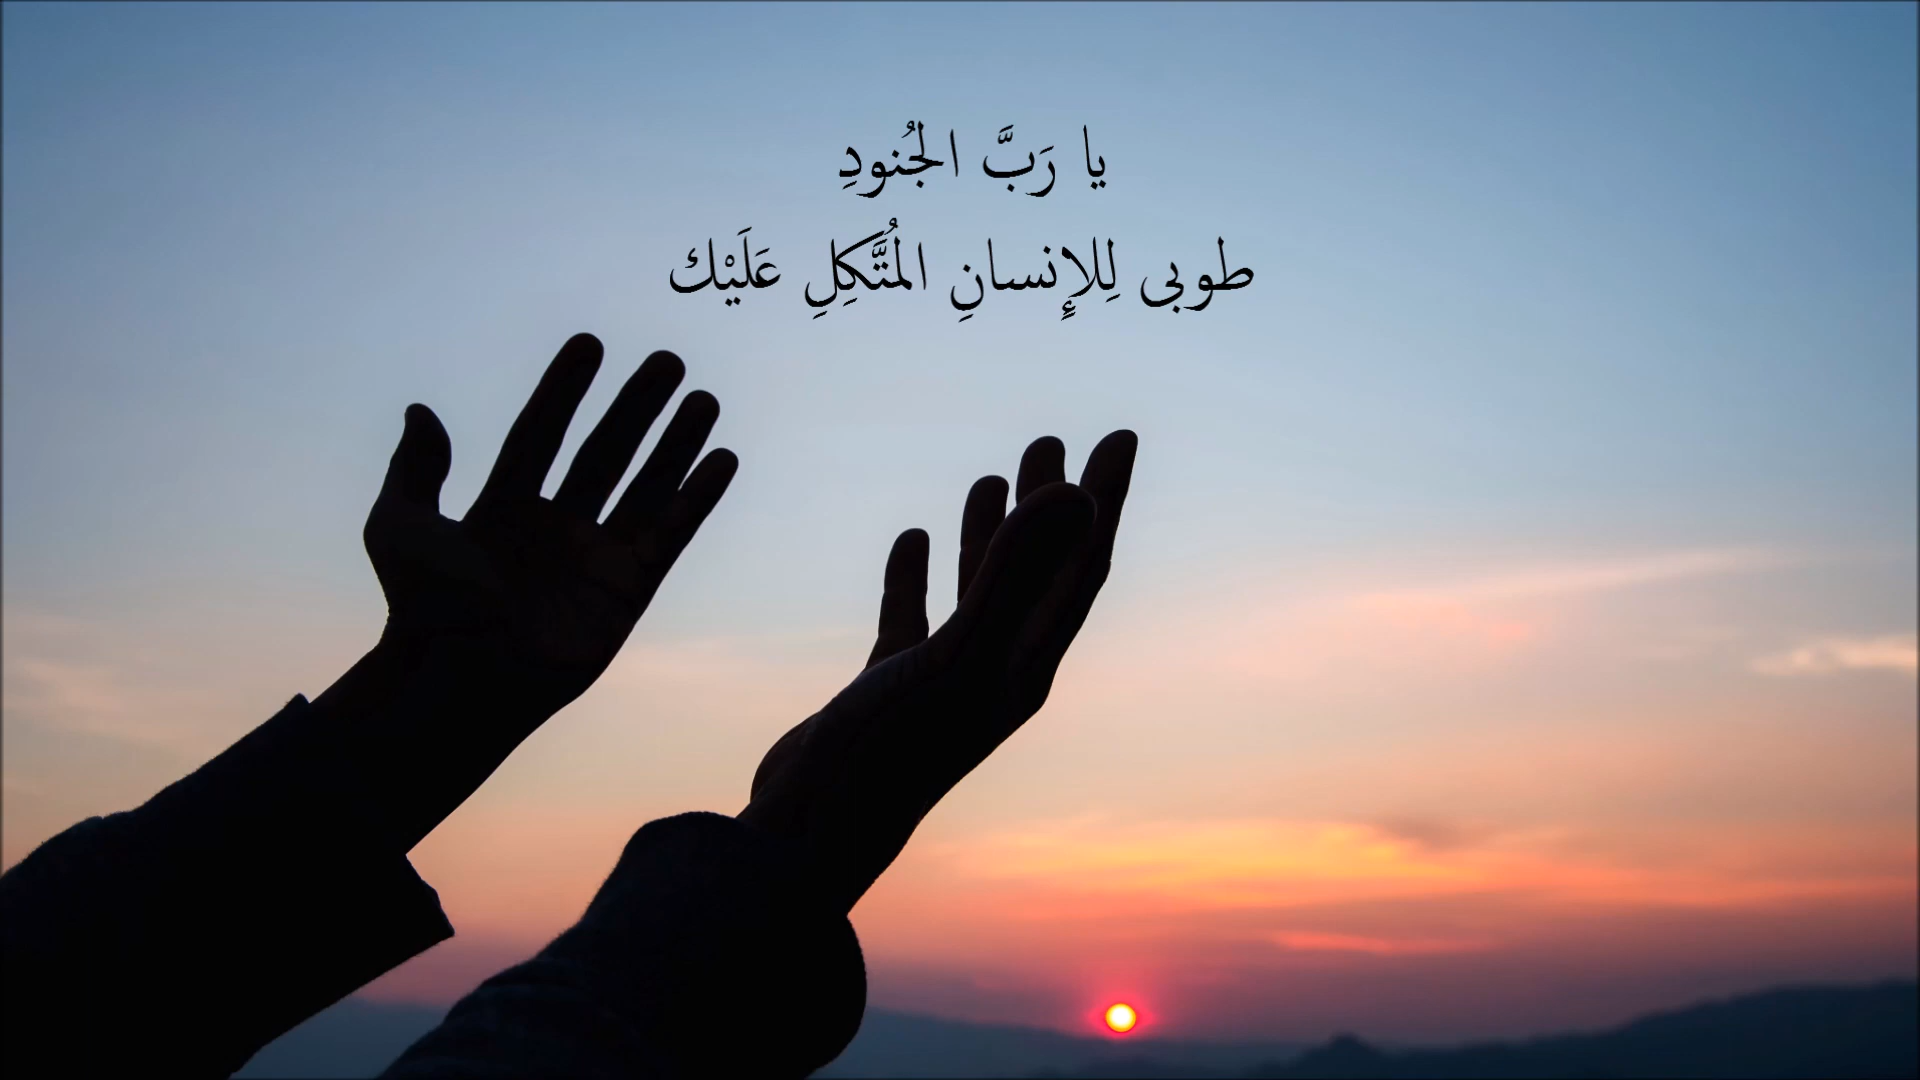 يا رَبَّ الجُنودِ
طوبى لِلإِنسانِ المُتَّكِلِ عَلَيْك